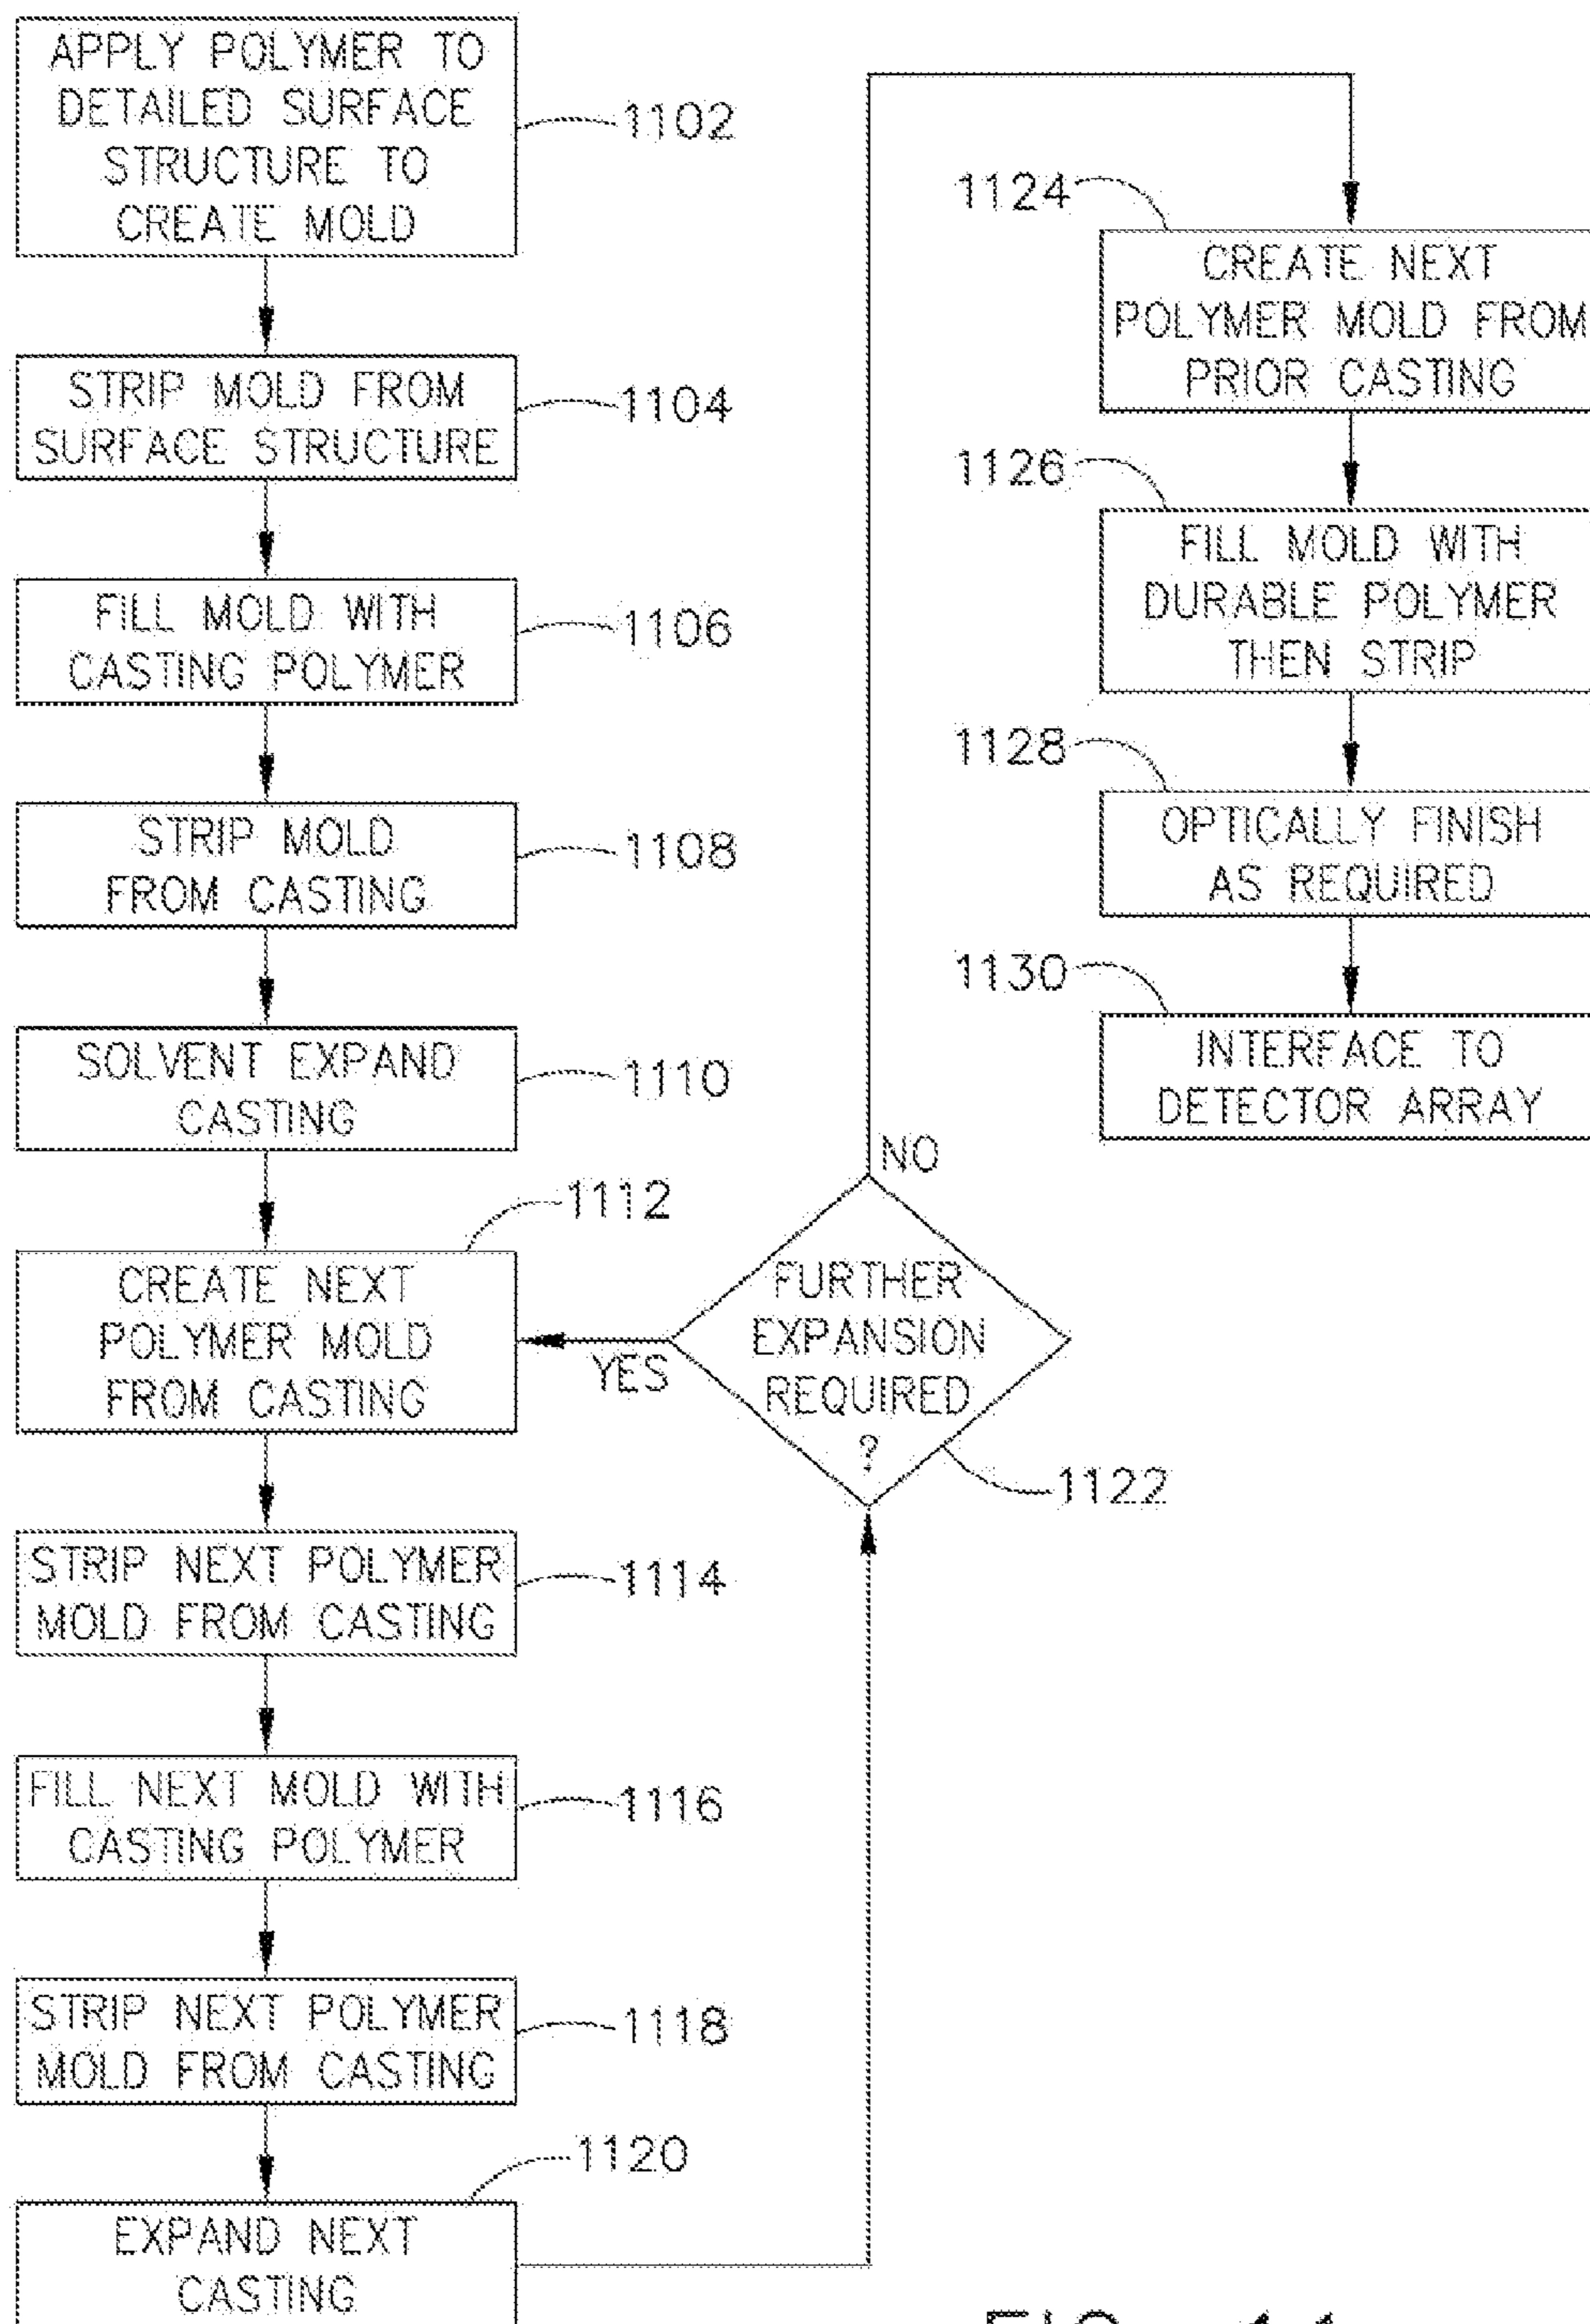 APPLY POLYMER TO
DETAILED SURFACE
STRUCTURE TO
CREATE MOLD
1102
STRIP MOLD FROM
SURFACE STRUCTURE
1104
FILL MOLD WITH
CASTING POLYMER
1106
STRIP MOLD
FROM CASTING
1108
SOLVENT EXPAND
CASTING
1110
CREATE NEXT
POLYMER MOLD
FROM CASTING
1112
STRIP NEXT POLYMER
MOLD FROM CASTING
1114
FILL NEXT MOLD WITH
CASTING POLYMER
1116
STRIP NEXT POLYMER
MOLD FROM CASTING
1118
EXPAND NEXT
CASTING
1120
FURTHER
EXPANSION
REQUIRED
?
1122
YES
NO
1124
CREATE NEXT
POLYMER MOLD FROM
PRIOR CASTING
1126
FILL MOLD WITH
DURABLE POLYMER
THEN STRIP
1128
OPTICALLY FINISH
AS REQUIRED
1130
INTERFACE TO
DETECTOR ARRAY